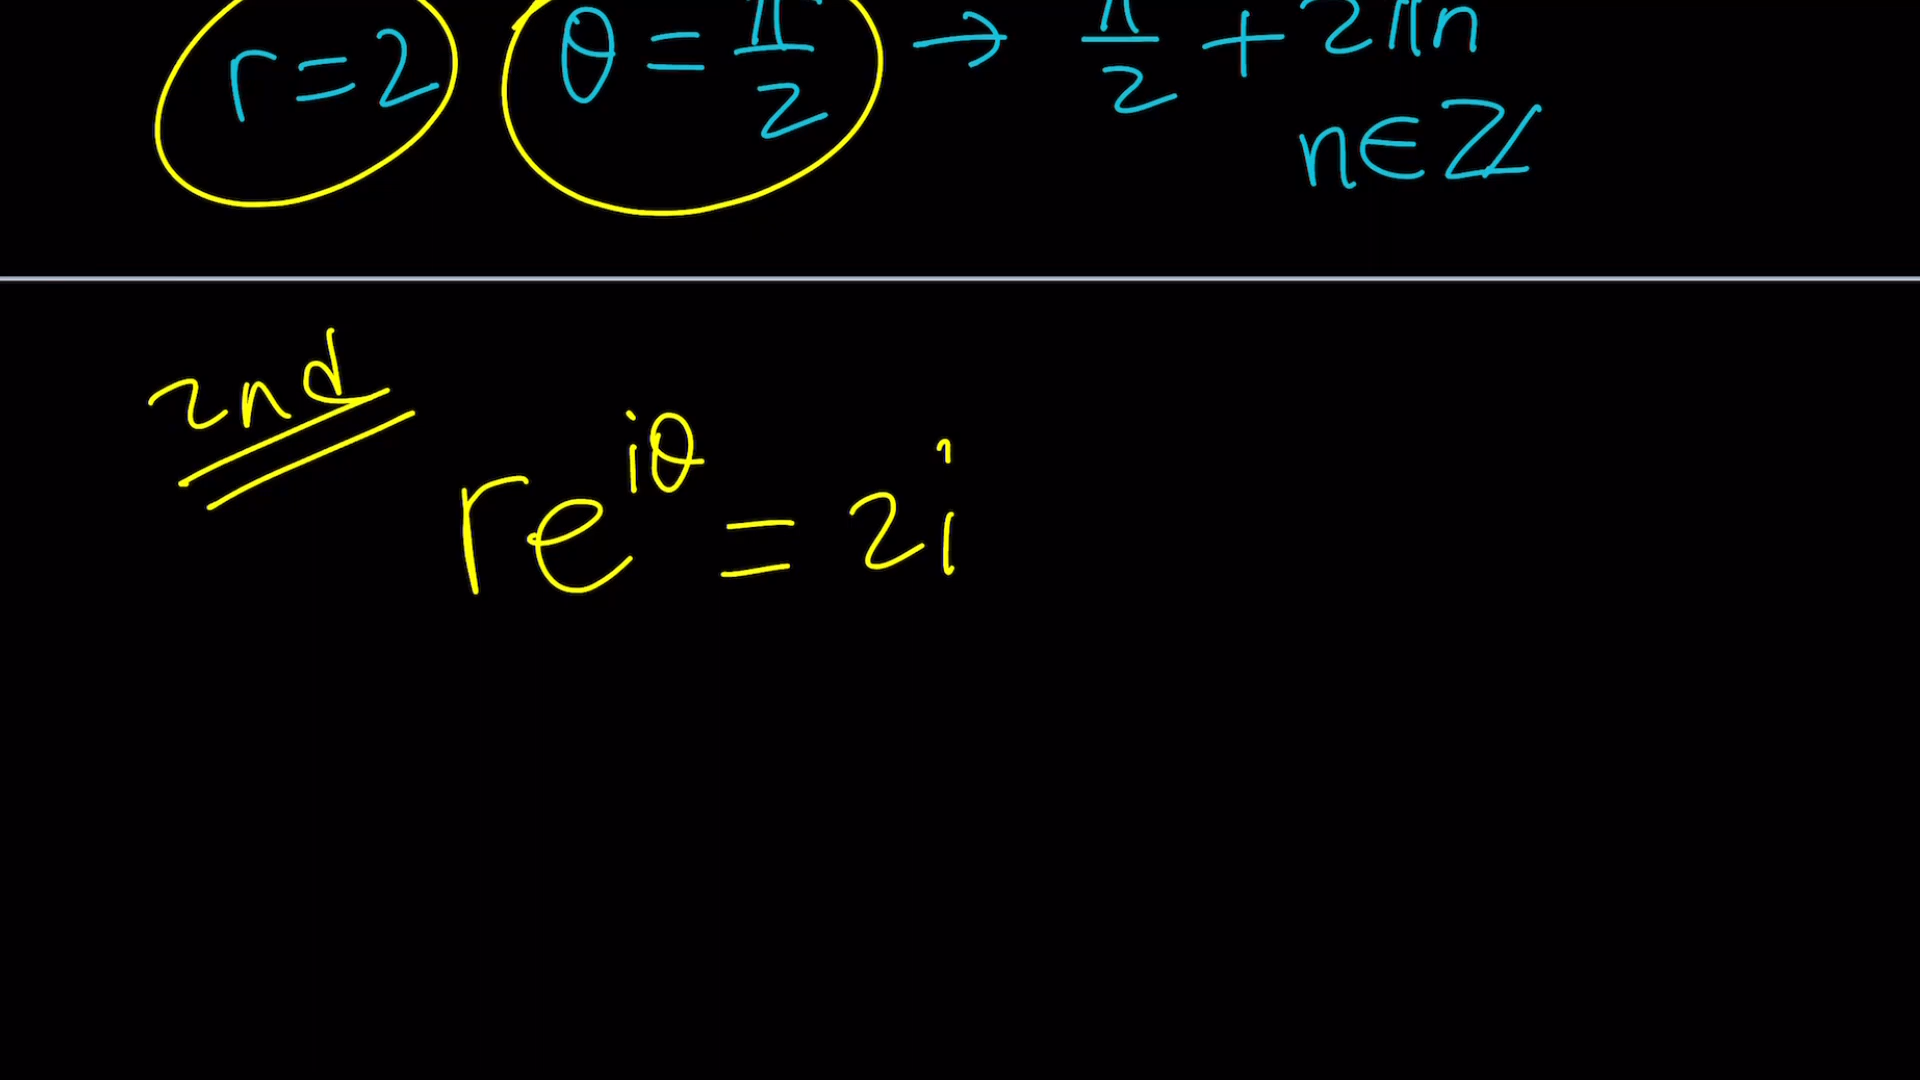 r=2 θ=π/2 → π/2 + 2πn
n∈ℤ
2nd
re^{iθ} = 2i